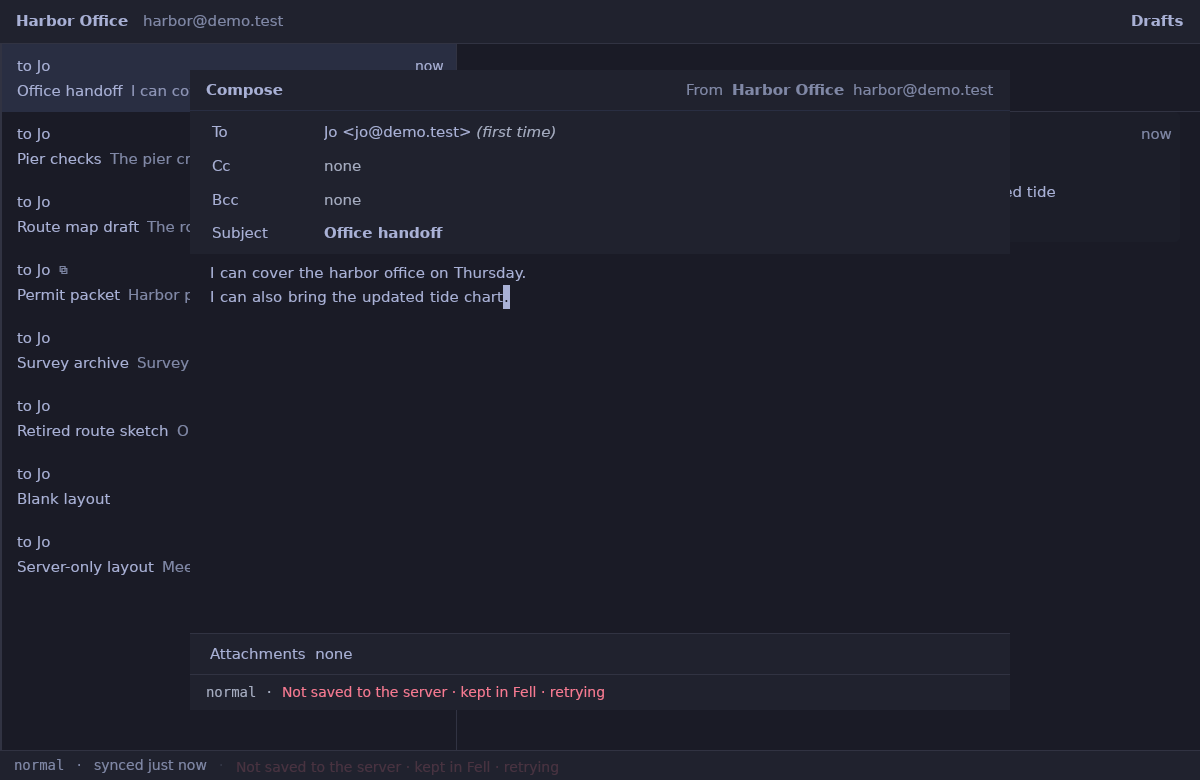 Harbor Office harbor@demo.test Drafts
to Jo now
Office handoff I can co
to Jo
Pier checks The pier cr
to Jo
Route map draft The ro
to Jo
Permit packet Harbor p
to Jo
Survey archive Survey
to Jo
Retired route sketch O
to Jo
Blank layout
to Jo
Server-only layout Mee
Compose From Harbor Office harbor@demo.test
To Jo <jo@demo.test> (first time)
Cc none
Bcc none
Subject Office handoff
I can cover the harbor office on Thursday.
I can also bring the updated tide chart.
Attachments none
normal · Not saved to the server · kept in Fell · retrying
now
ed tide
normal · synced just now · Not saved to the server · kept in Fell · retrying